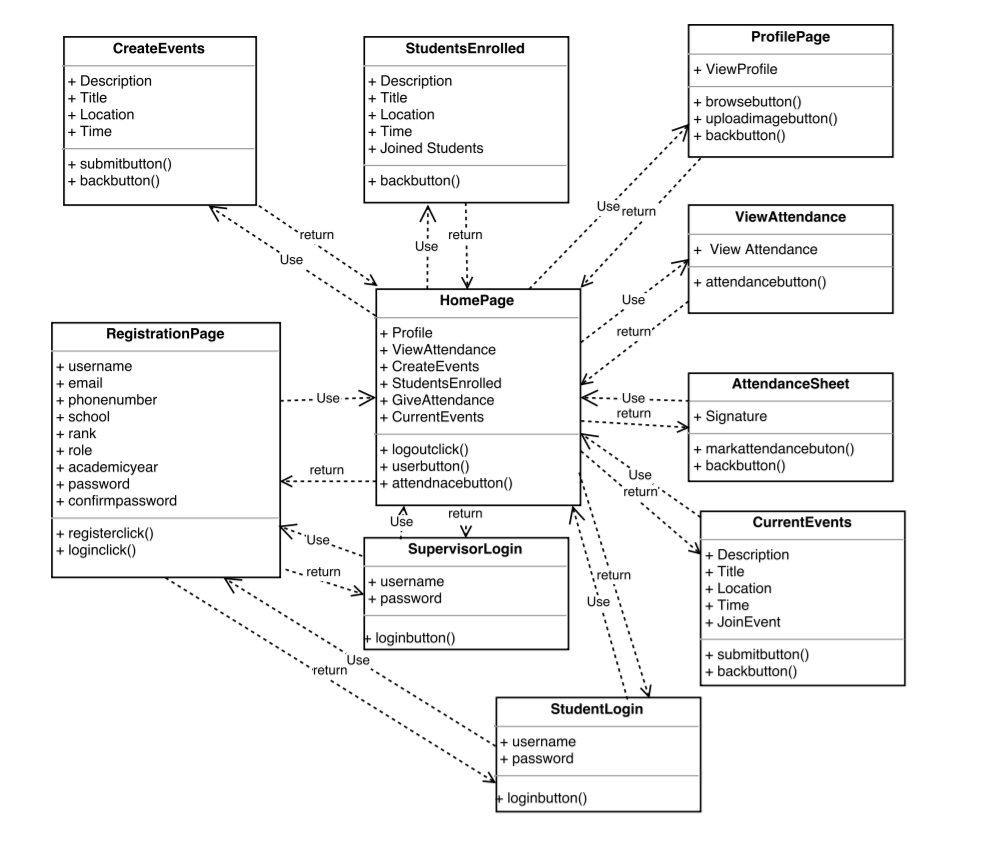 CreateEvents
+ Description
+ Title
+ Location
+ Time
+ submitbutton()
+ backbutton()
StudentsEnrolled
+ Description
+ Title
+ Location
+ Time
+ Joined Students
+ backbutton()
ProfilePage
+ ViewProfile
+ browsebutton()
+ uploadimagebutton()
+ backbutton()
return
Use
Use
return
Use
return
ViewAttendance
+ View Attendance
+ attendancebutton()
Use
return
HomePage
+ Profile
+ ViewAttendance
+ CreateEvents
+ StudentsEnrolled
+ GiveAttendance
+ CurrentEvents
+ logoutclick()
+ userbutton()
+ attendnacebutton()
RegistrationPage
+ username
+ email
+ phonenumber
+ school
+ rank
+ role
+ academicyear
+ password
+ confirmpassword
+ registerclick()
+ loginclick()
Use
return
AttendanceSheet
+ Signature
+ markattendancebuton()
+ backbutton()
Use
return
Use
return
CurrentEvents
+ Description
+ Title
+ Location
+ Time
+ JoinEvent
+ submitbutton()
+ backbutton()
Use
return
Use
return
SupervisorLogin
+ username
+ password
+ loginbutton()
return
Use
Use
return
StudentLogin
+ username
+ password
+ loginbutton()